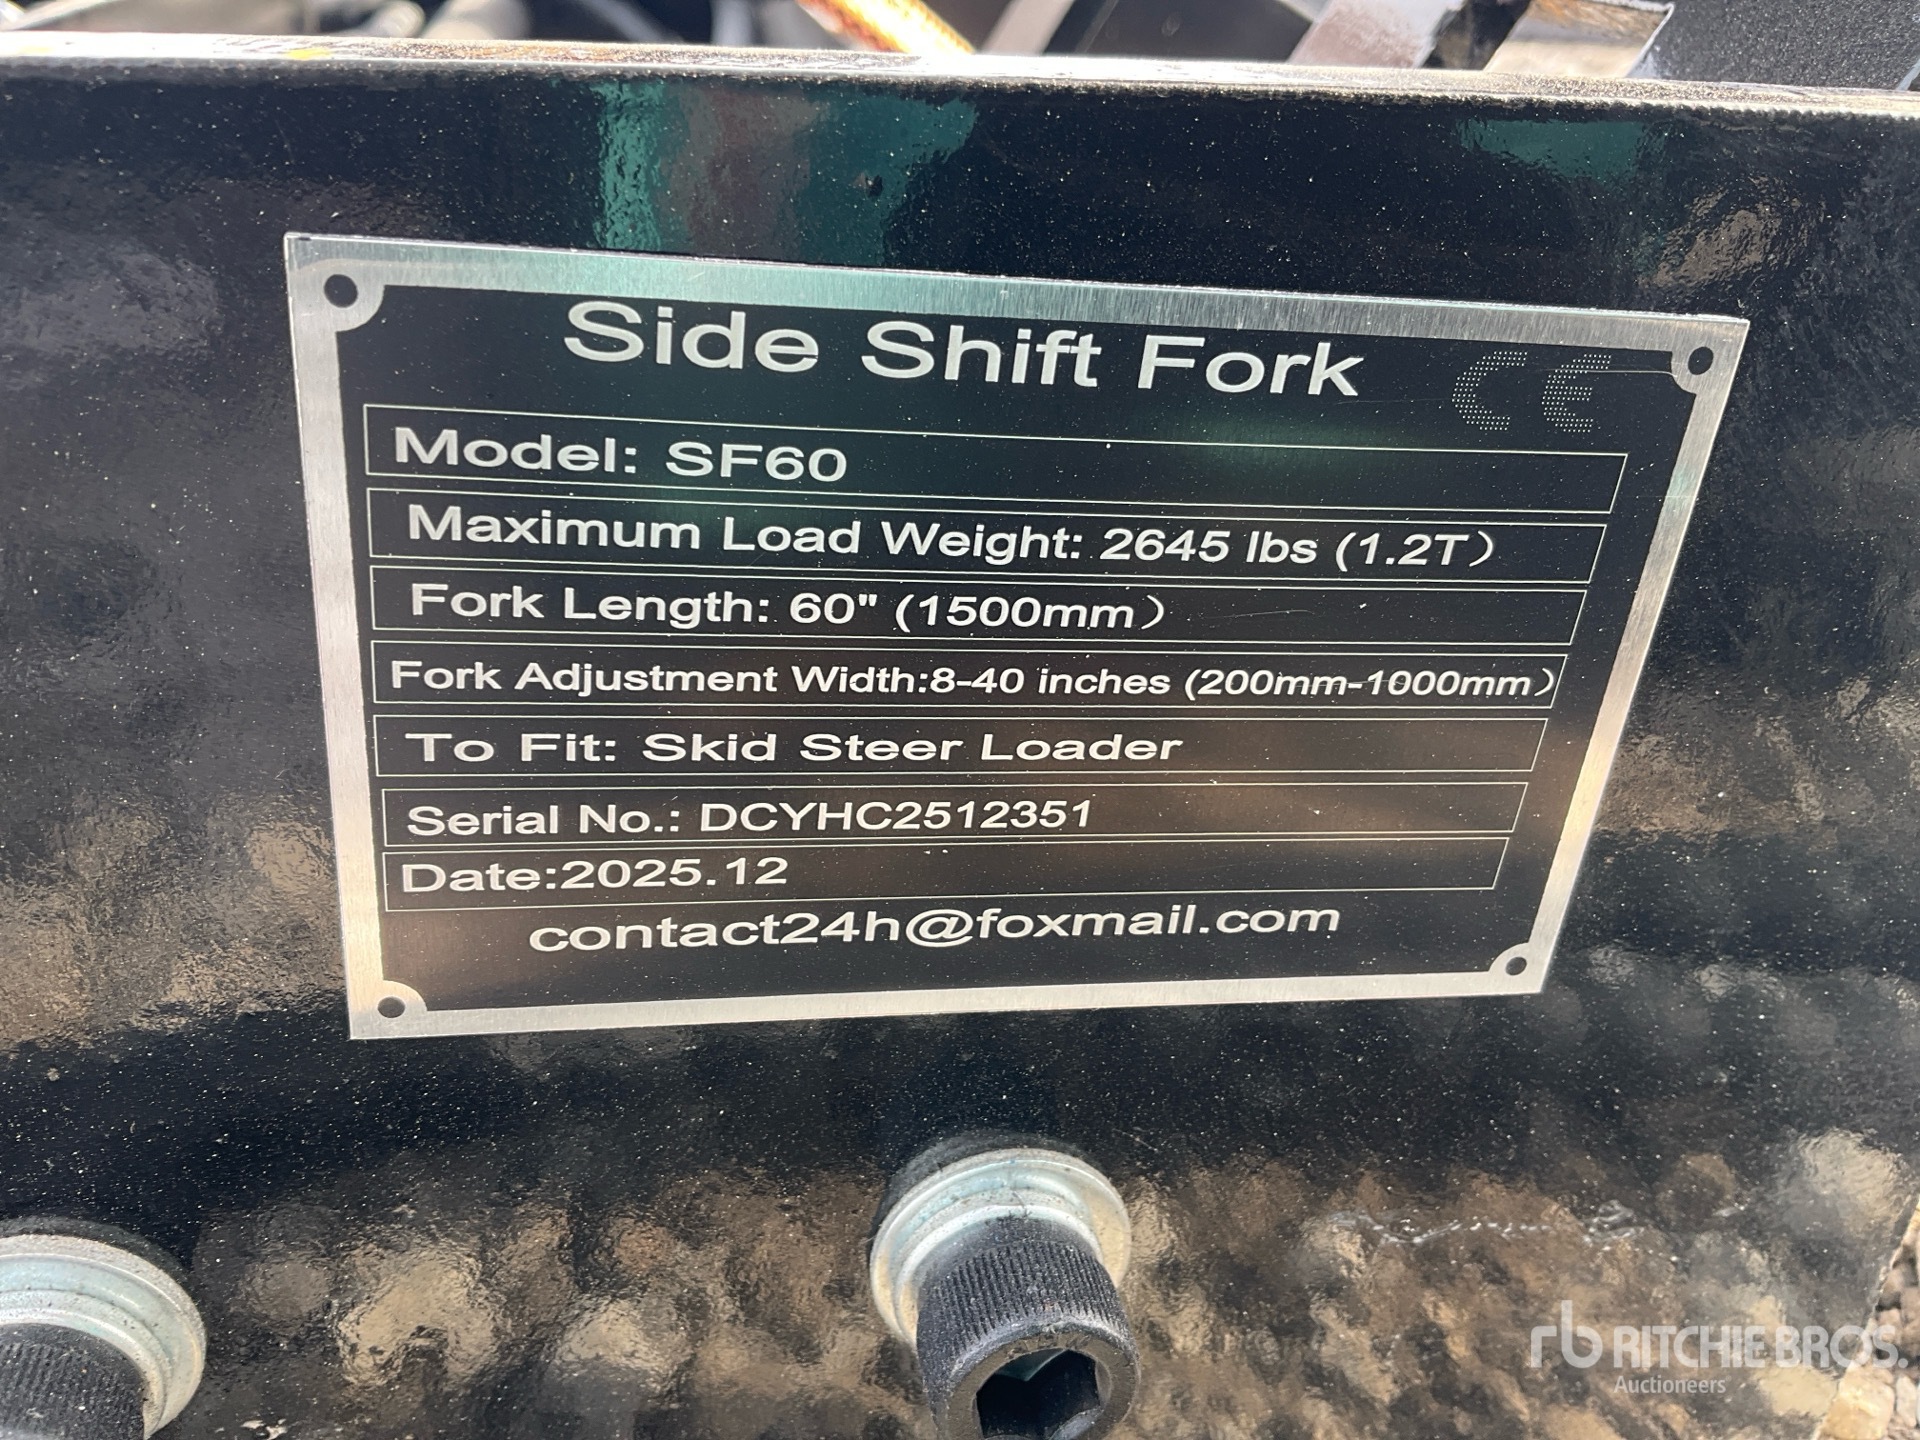 Side Shift Fork CE
Model: SF60
Maximum Load Weight: 2645 lbs (1.2T）
Fork Length: 60" (1500mm）
Fork Adjustment Width:8-40 inches (200mm-1000mm）
To Fit: Skid Steer Loader
Serial No.: DCYHC2512351
Date:2025.12
contact24h@foxmail.com
rb RITCHIE BROS.
Auctioneers